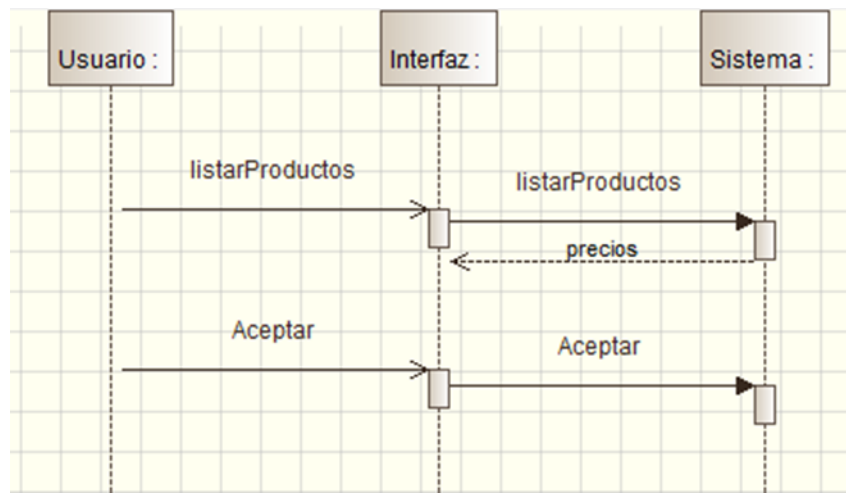 Usuario :
Interfaz :
Sistema :
listarProductos
listarProductos
precios
Aceptar
Aceptar